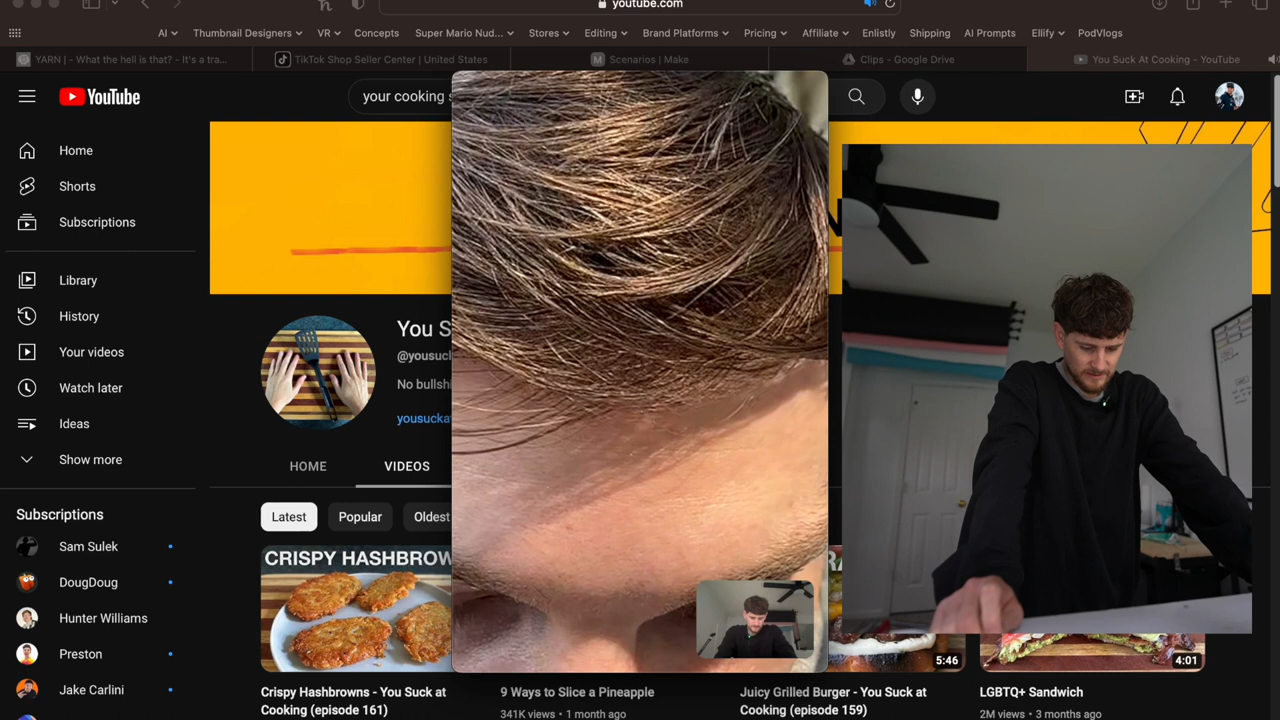 youtube.com
AI
Thumbnail Designers
VR
Concepts
Super Mario Nud...
Stores
Editing
Brand Platforms
Pricing
Affiliate
Enlistly
Shipping
AI Prompts
Ellify
PodVlogs
YARN | - What the hell is that? - It's a tra...
TikTok Shop Seller Center | United States
Scenarios | Make
Clips - Google Drive
You Suck At Cooking - YouTube
YouTube
your cooking s
Home
Shorts
Subscriptions
Library
History
Your videos
Watch later
Ideas
Show more
Subscriptions
Sam Sulek
DougDoug
Hunter Williams
Preston
Jake Carlini
You S
@yousuck
No bullshi
yousucka
HOME
VIDEOS
Latest
Popular
Oldest
CRISPY HASHBROW
5:46
4:01
Crispy Hashbrowns - You Suck at
Cooking (episode 161)
9 Ways to Slice a Pineapple
341K views • 1 month ago
Juicy Grilled Burger - You Suck at
Cooking (episode 159)
LGBTQ+ Sandwich
2M views • 3 months ago